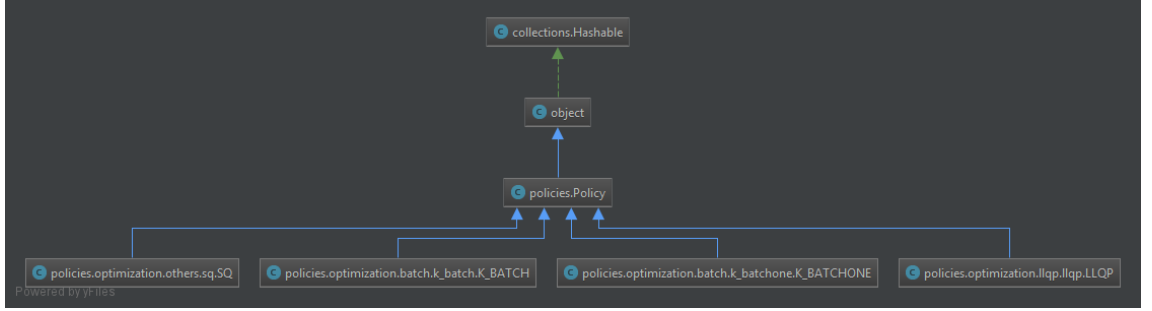 C collections.Hashable
C object
C policies.Policy
C policies.optimization.others.sq.SQ
C policies.optimization.batch.k_batch.K_BATCH
C policies.optimization.batch.k_batchone.K_BATCHONE
C policies.optimization.llqp.llqp.LLQP
Powered by yFiles